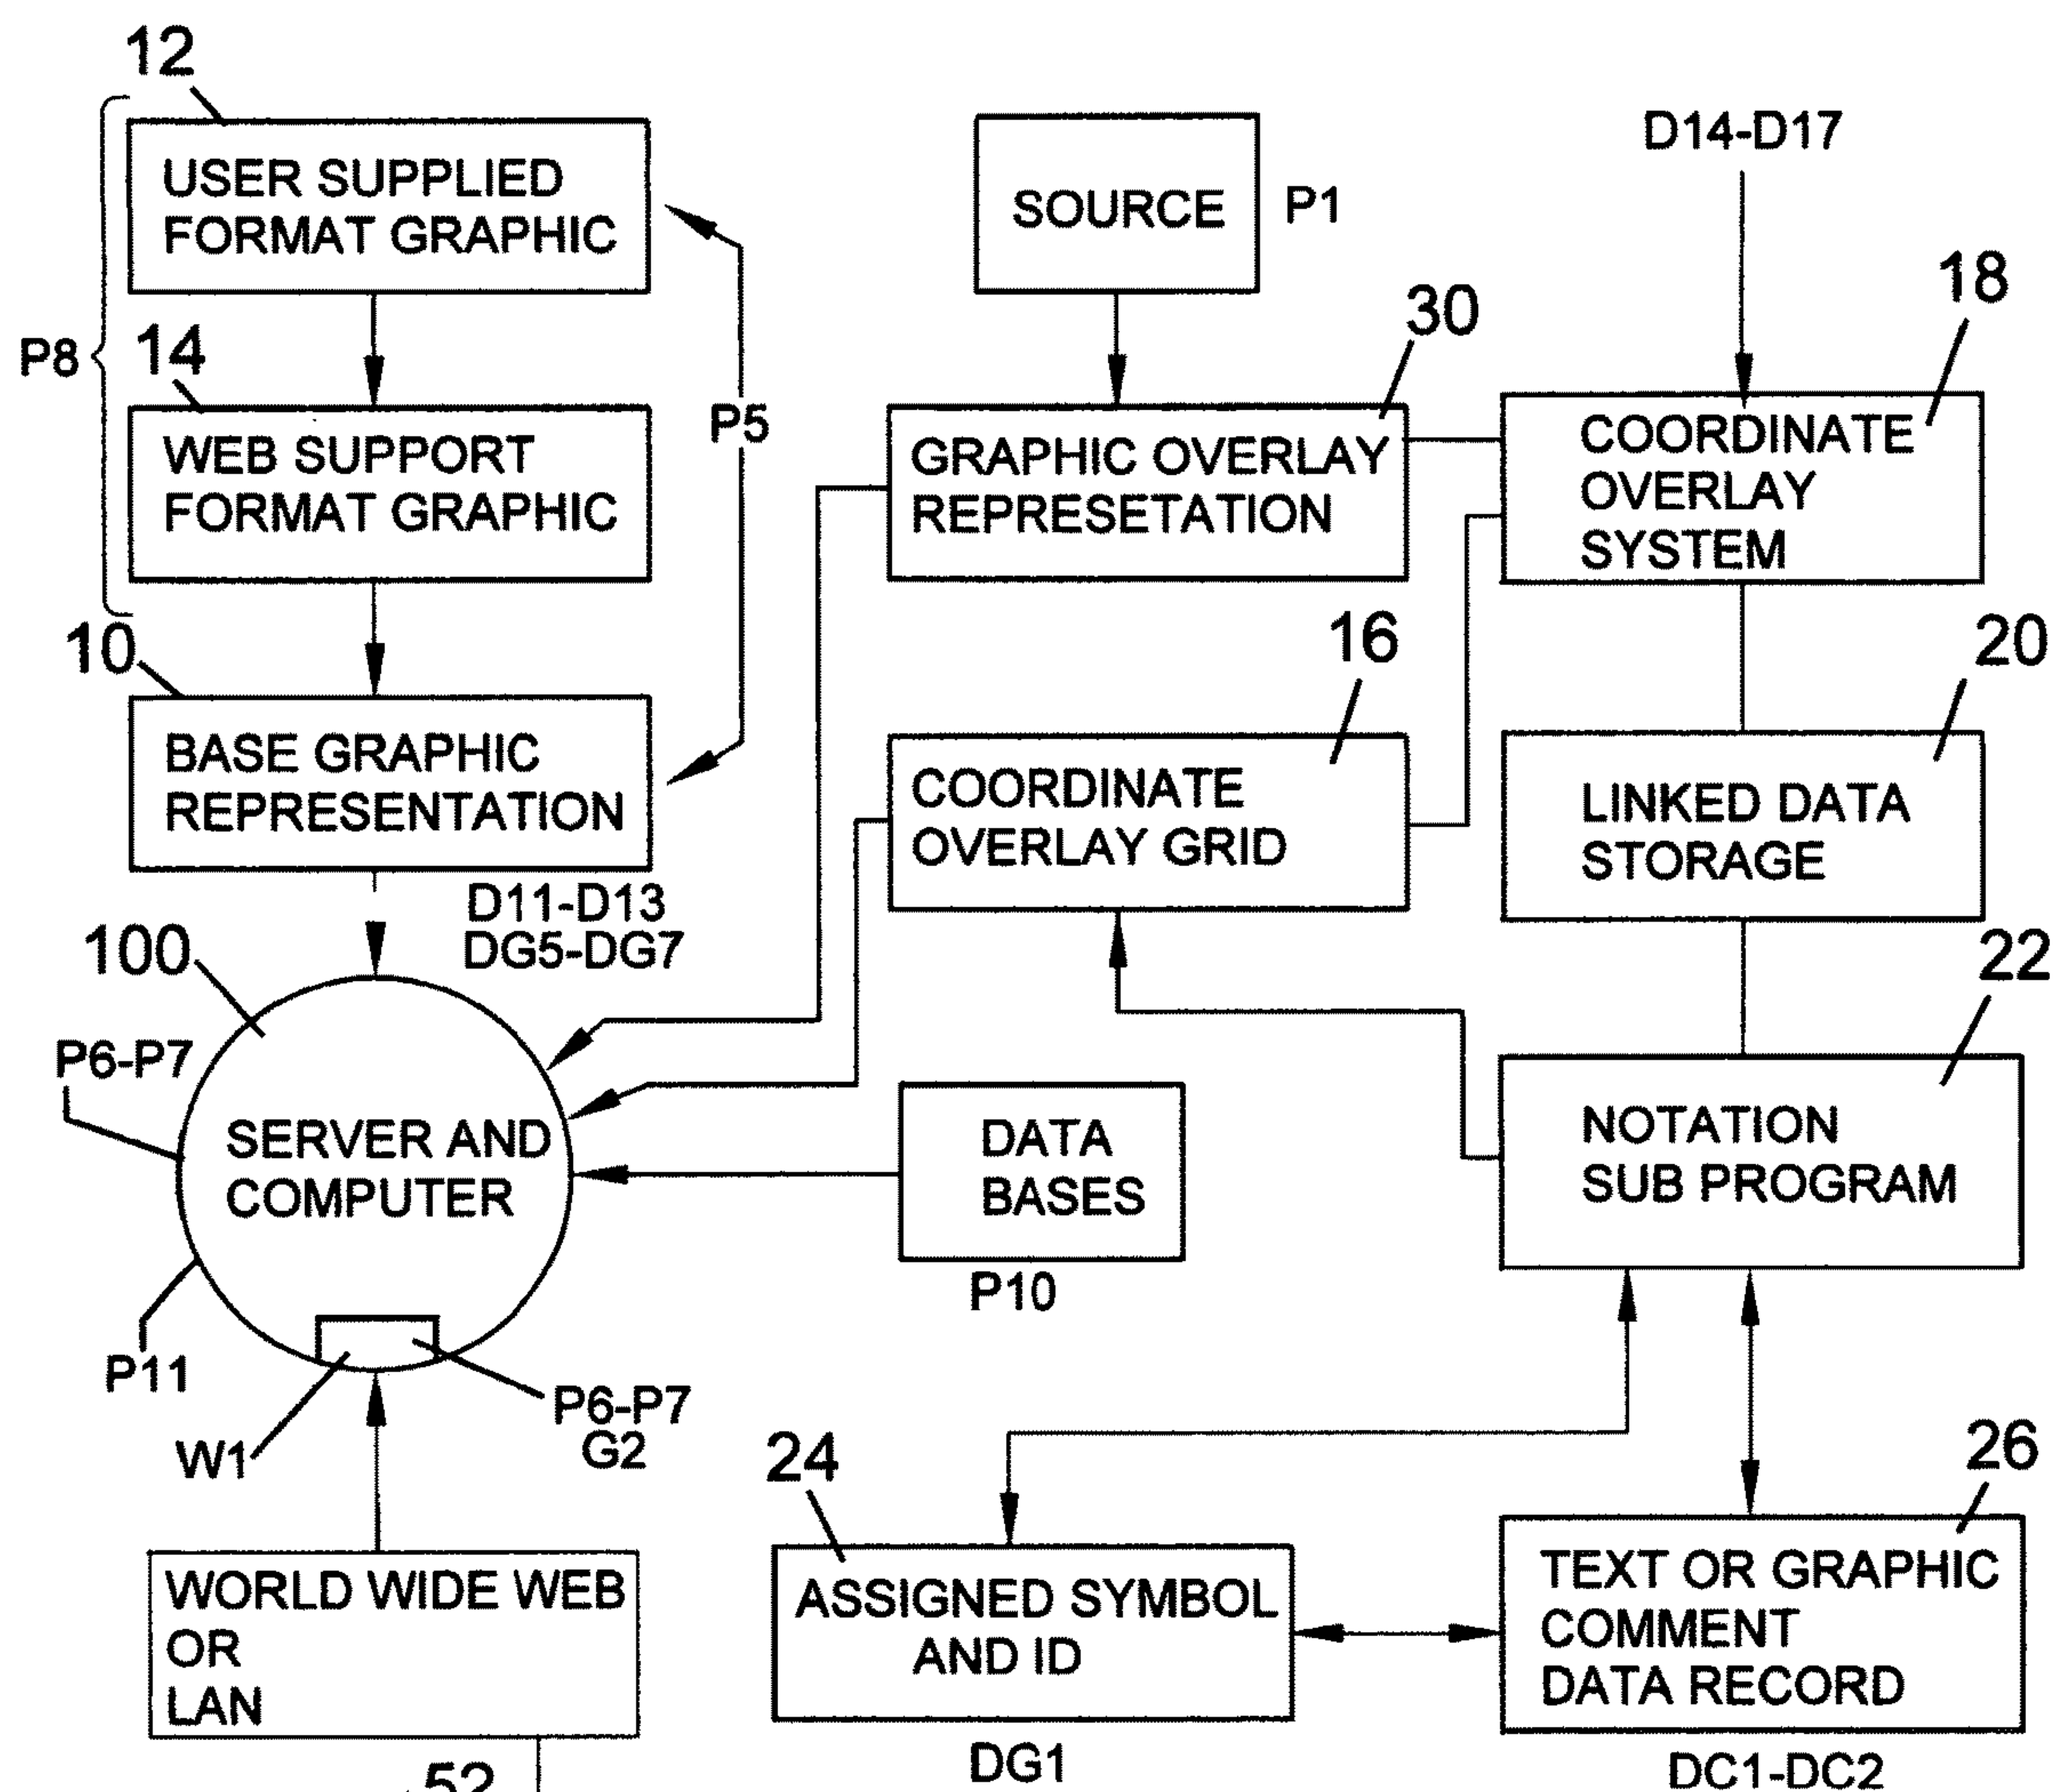 12
USER SUPPLIED
FORMAT GRAPHIC
P8
14
WEB SUPPORT
FORMAT GRAPHIC
P5
10
BASE GRAPHIC
REPRESENTATION
D11-D13
DG5-DG7
100
P6-P7
SERVER AND
COMPUTER
P11
W1
P6-P7
G2
WORLD WIDE WEB
OR
LAN
52
SOURCE
P1
30
GRAPHIC OVERLAY
REPRESETATION
16
COORDINATE
OVERLAY GRID
DATA
BASES
P10
D14-D17
18
COORDINATE
OVERLAY
SYSTEM
20
LINKED DATA
STORAGE
22
NOTATION
SUB PROGRAM
24
ASSIGNED SYMBOL
AND ID
DG1
26
TEXT OR GRAPHIC
COMMENT
DATA RECORD
DC1-DC2